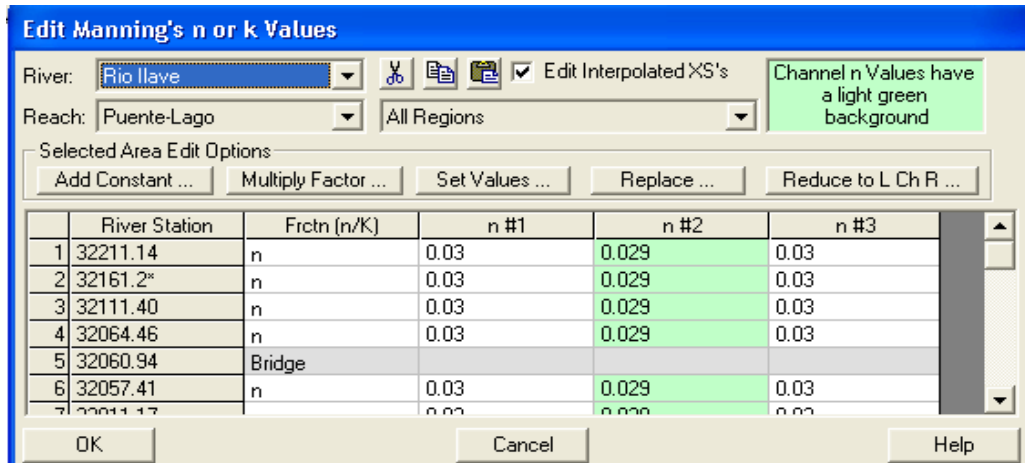 Edit Manning's n or k Values
River: Rio Ilave Edit Interpolated XS's
Reach: Puente-Lago All Regions
Channel n Values have
a light green
background
Selected Area Edit Options
Add Constant ... Multiply Factor ... Set Values ... Replace ... Reduce to L Ch R ...
River Station Frctn (n/K) n #1 n #2 n #3
1 32211.14 n 0.03 0.029 0.03
2 32161.2* n 0.03 0.029 0.03
3 32111.40 n 0.03 0.029 0.03
4 32064.46 n 0.03 0.029 0.03
5 32060.94 Bridge
6 32057.41 n 0.03 0.029 0.03
OK Cancel Help